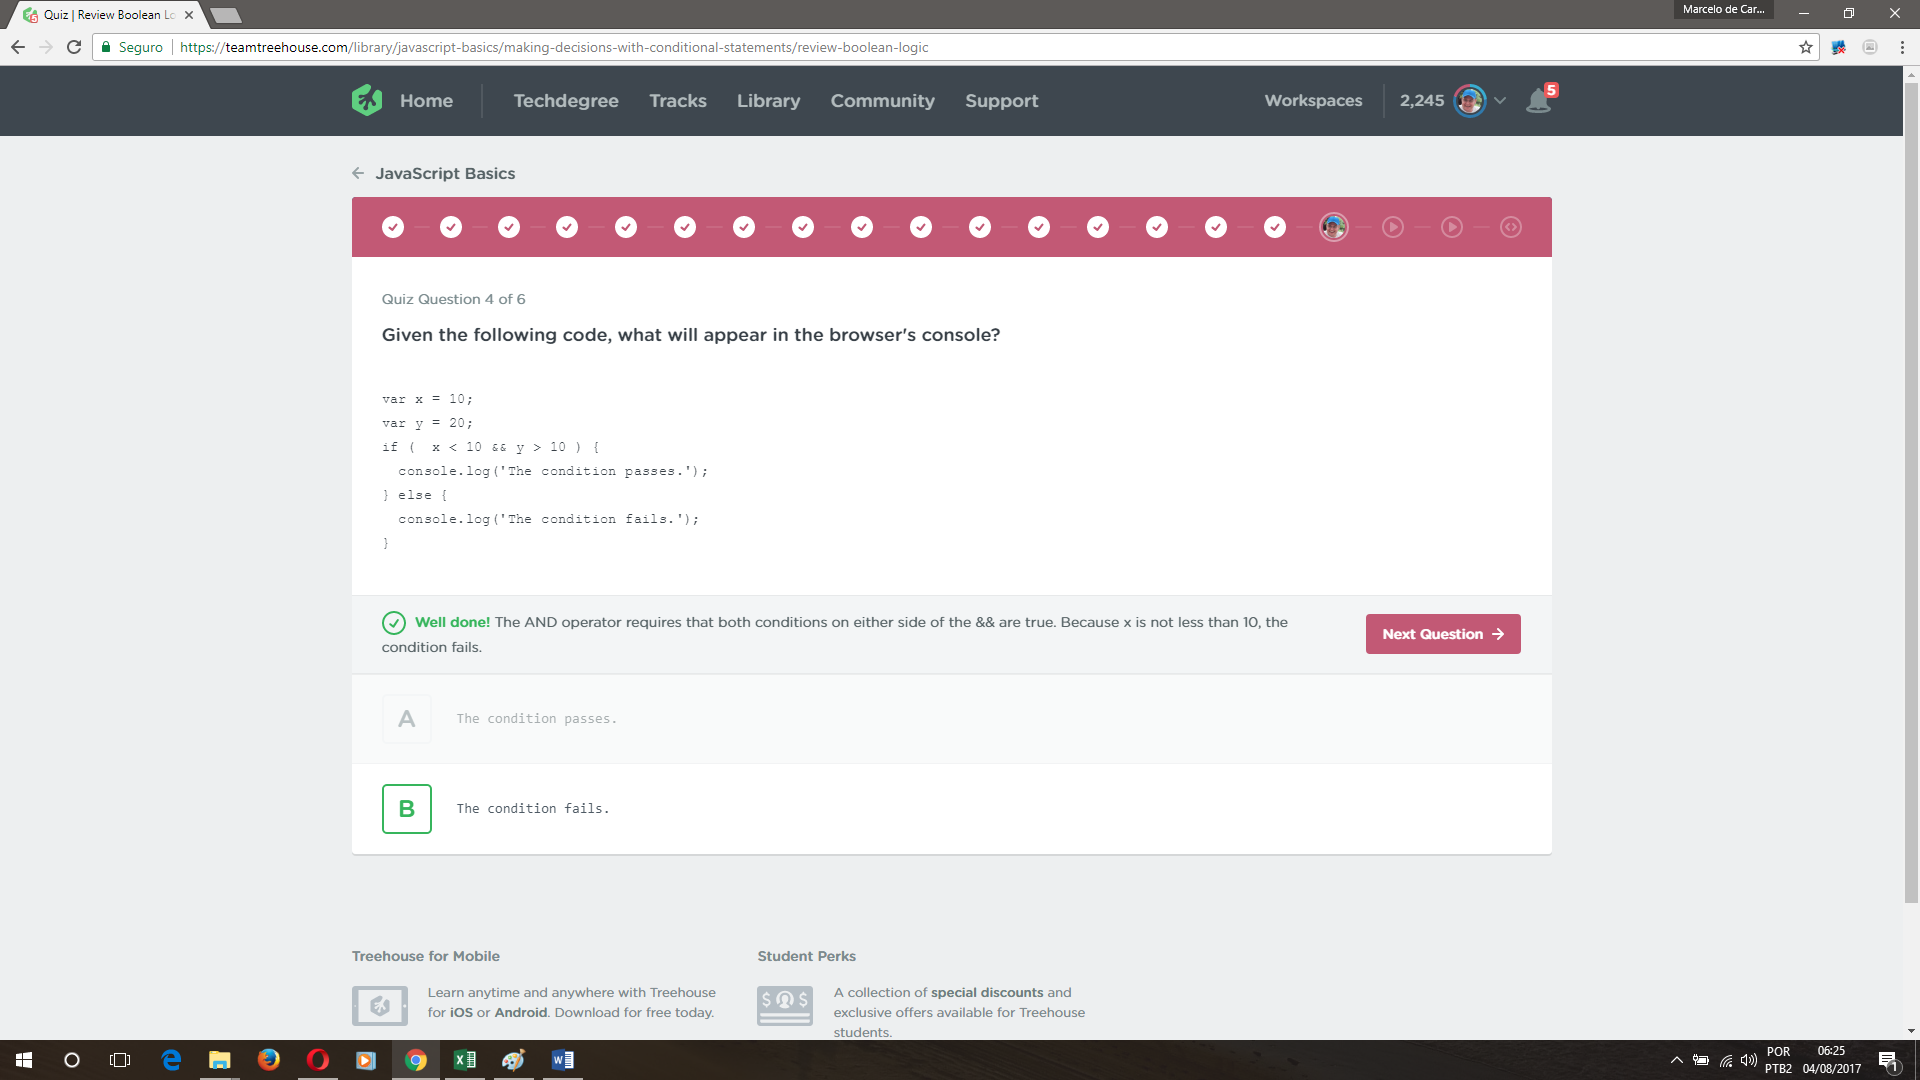 Quiz | Review Boolean Lo
Marcelo de Car...
Seguro
https://teamtreehouse.com/library/javascript-basics/making-decisions-with-conditional-statements/review-boolean-logic
Home
Techdegree
Tracks
Library
Community
Support
Workspaces
2,245
5
JavaScript Basics
Quiz Question 4 of 6
Given the following code, what will appear in the browser's console?
var x = 10;
var y = 20;
if (  x < 10 && y > 10 ) {
  console.log('The condition passes.');
} else {
  console.log('The condition fails.');
}
Well done! The AND operator requires that both conditions on either side of the && are true. Because x is not less than 10, the
condition fails.
Next Question
A
The condition passes.
B
The condition fails.
Treehouse for Mobile
Learn anytime and anywhere with Treehouse
for iOS or Android. Download for free today.
Student Perks
A collection of special discounts and
exclusive offers available for Treehouse
students.
POR
PTB2
06:25
04/08/2017
1